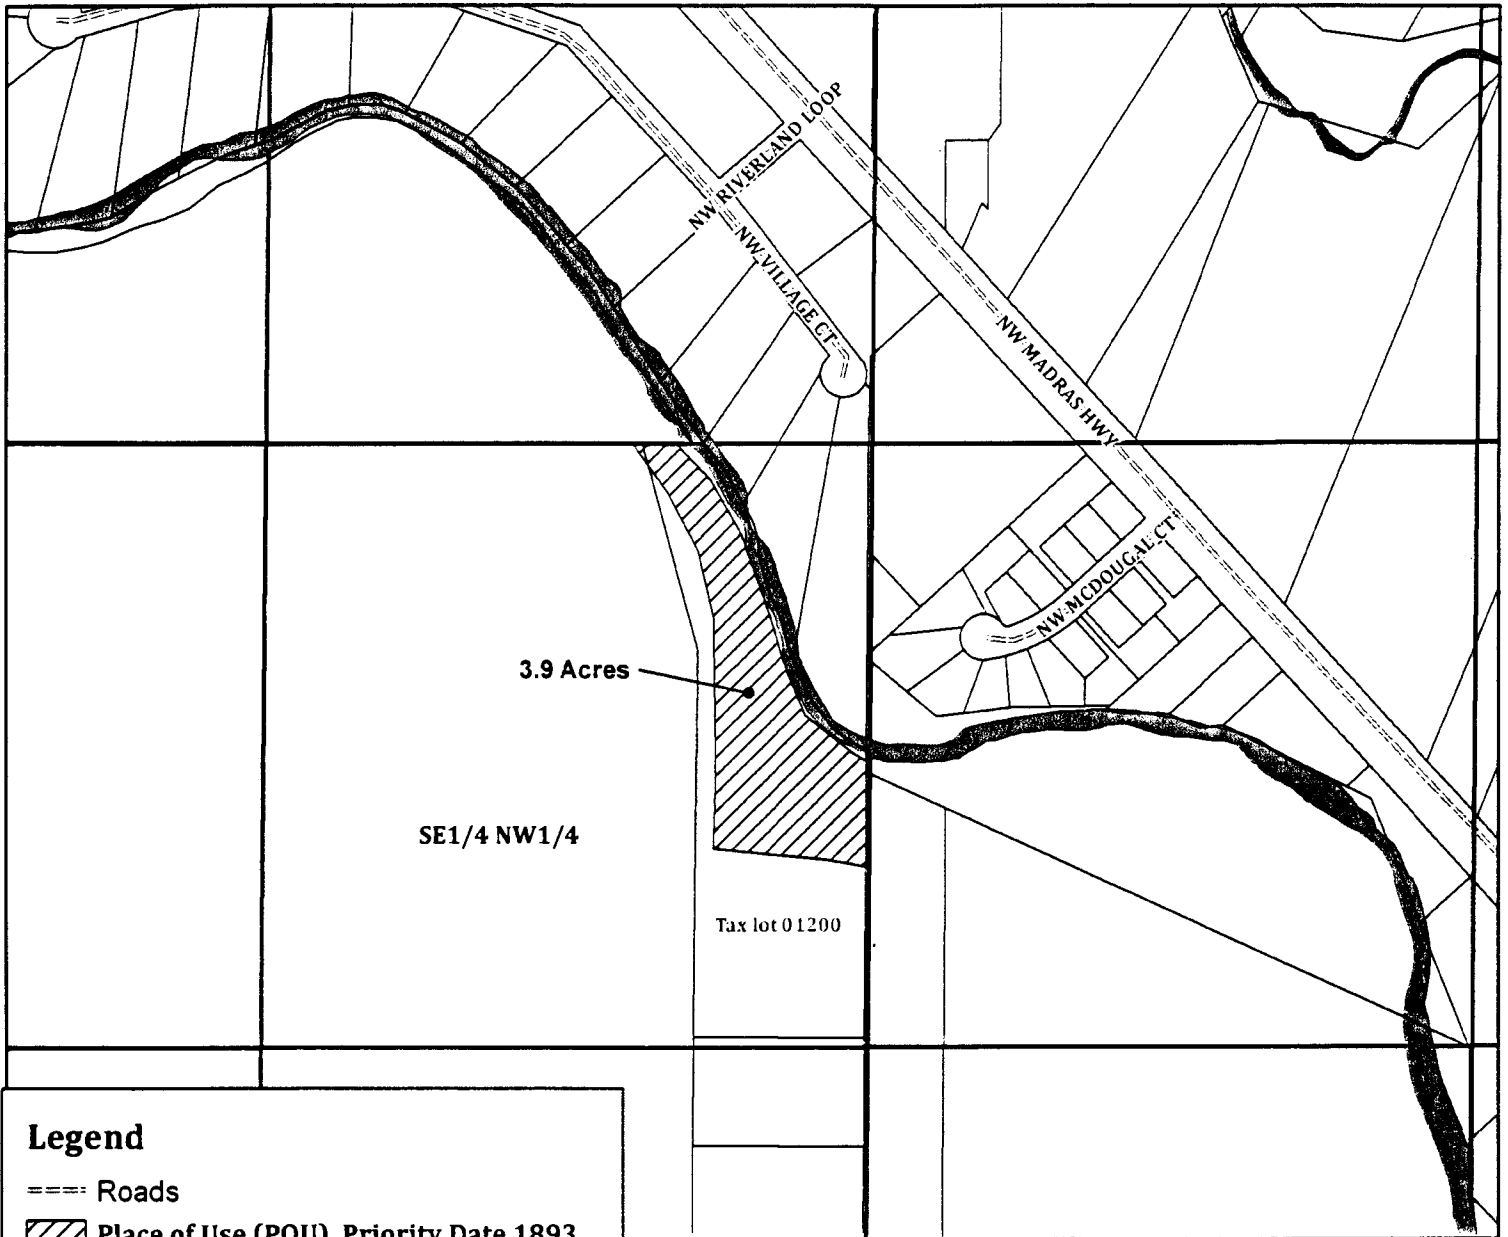 NW RIVERLAND LOOP
NW VILLAGE CT
NW MADRAS HWY
NW MCDOUGAL CT
3.9 Acres
SE1/4 NW1/4
Tax lot 01200
Legend
Roads
Place of Use (POU), Priority Date 1893